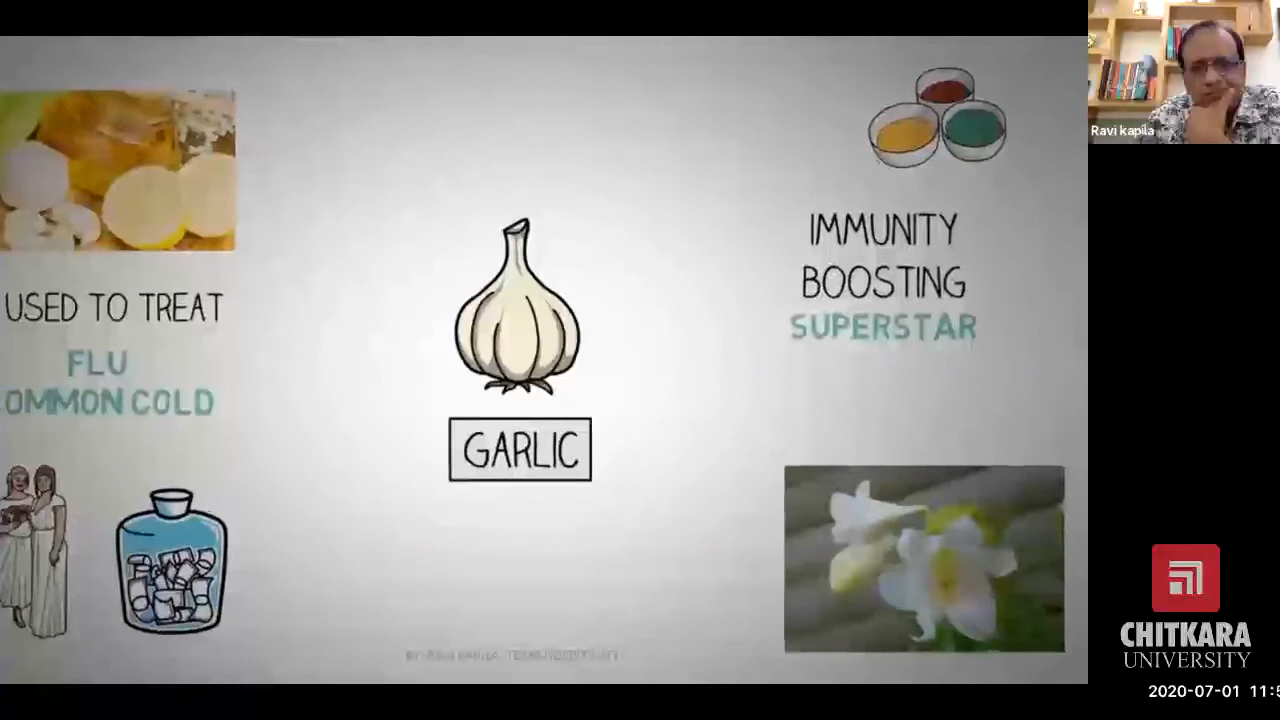 USED TO TREAT
FLU
OMMON COLD
GARLIC
IMMUNITY
BOOSTING
SUPERSTAR
Ravi kapila
CHITKARA
UNIVERSITY
2020-07-01 11:5